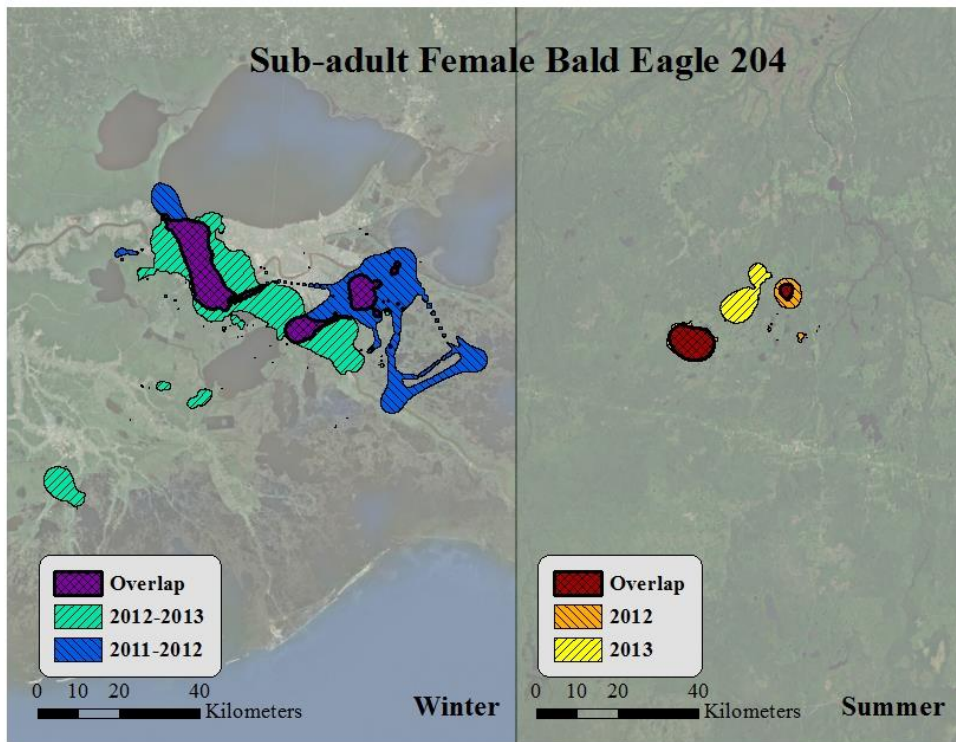 Sub-adult Female Bald Eagle 204
Overlap
2012-2013
2011-2012
0 10 20 40
Kilometers
Winter
Overlap
2012
2013
0 10 20 40
Kilometers
Summer